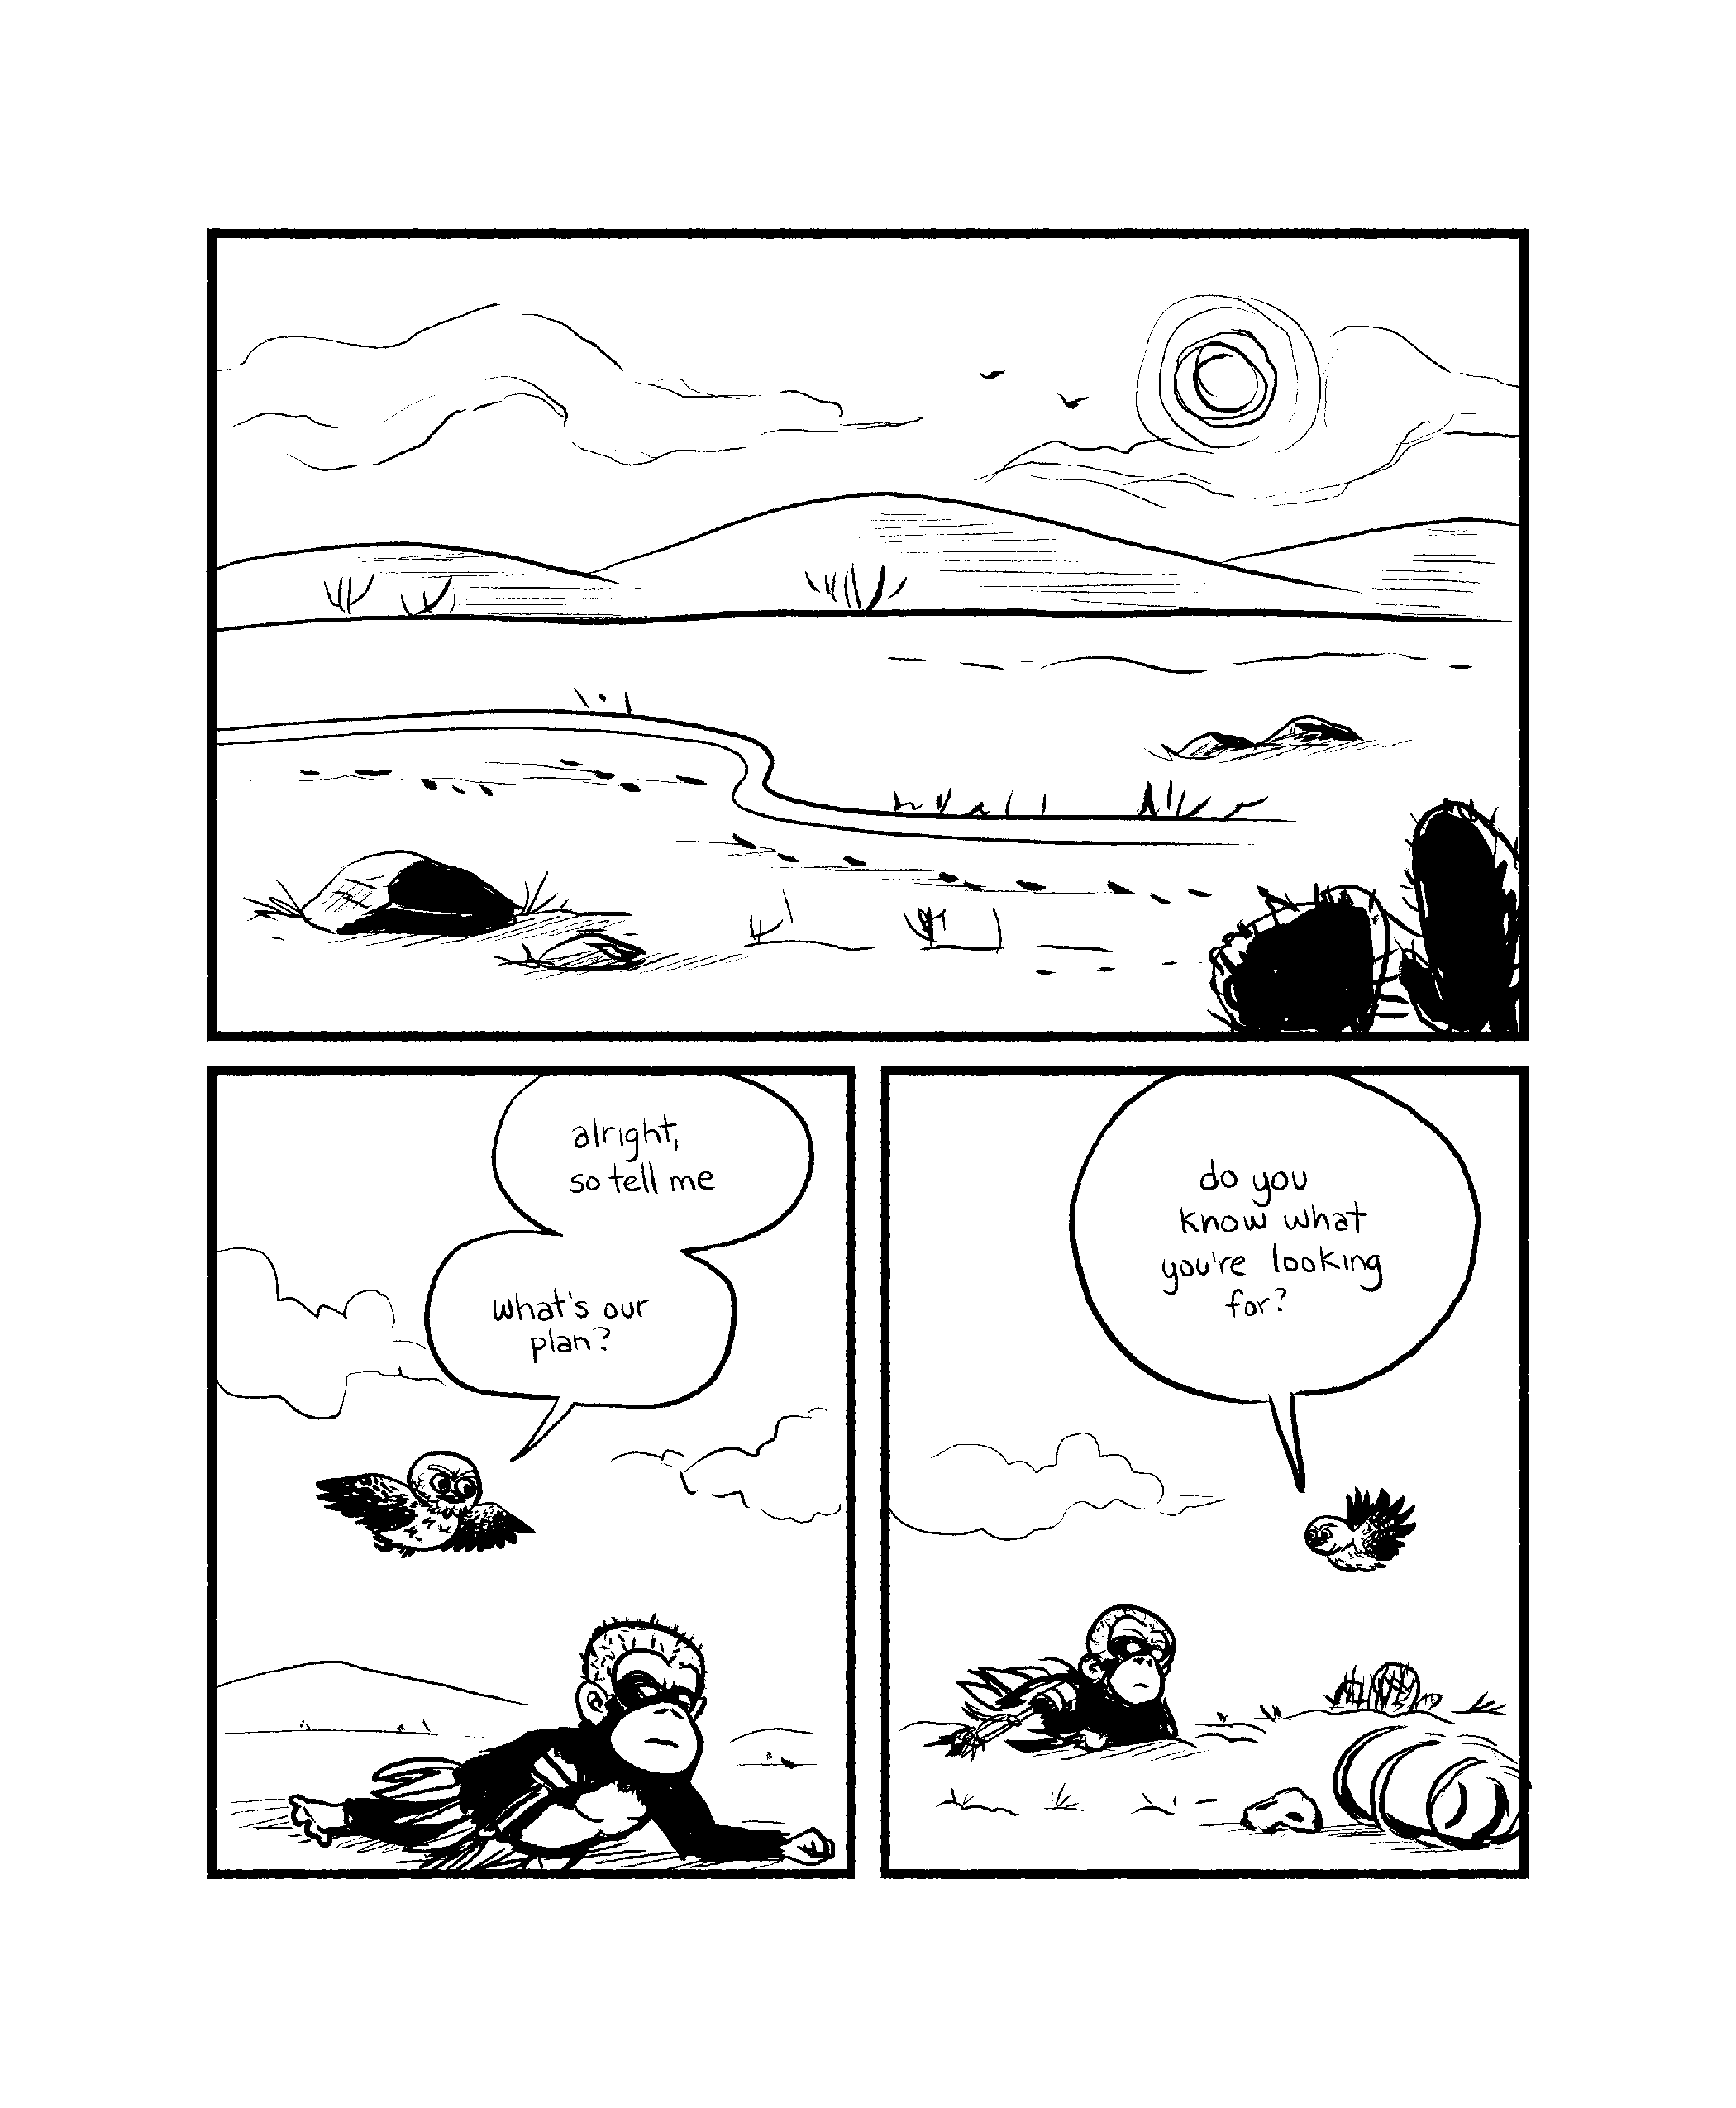 alright,
so tell me
what's our
plan?
do you
know what
you're looking
for?